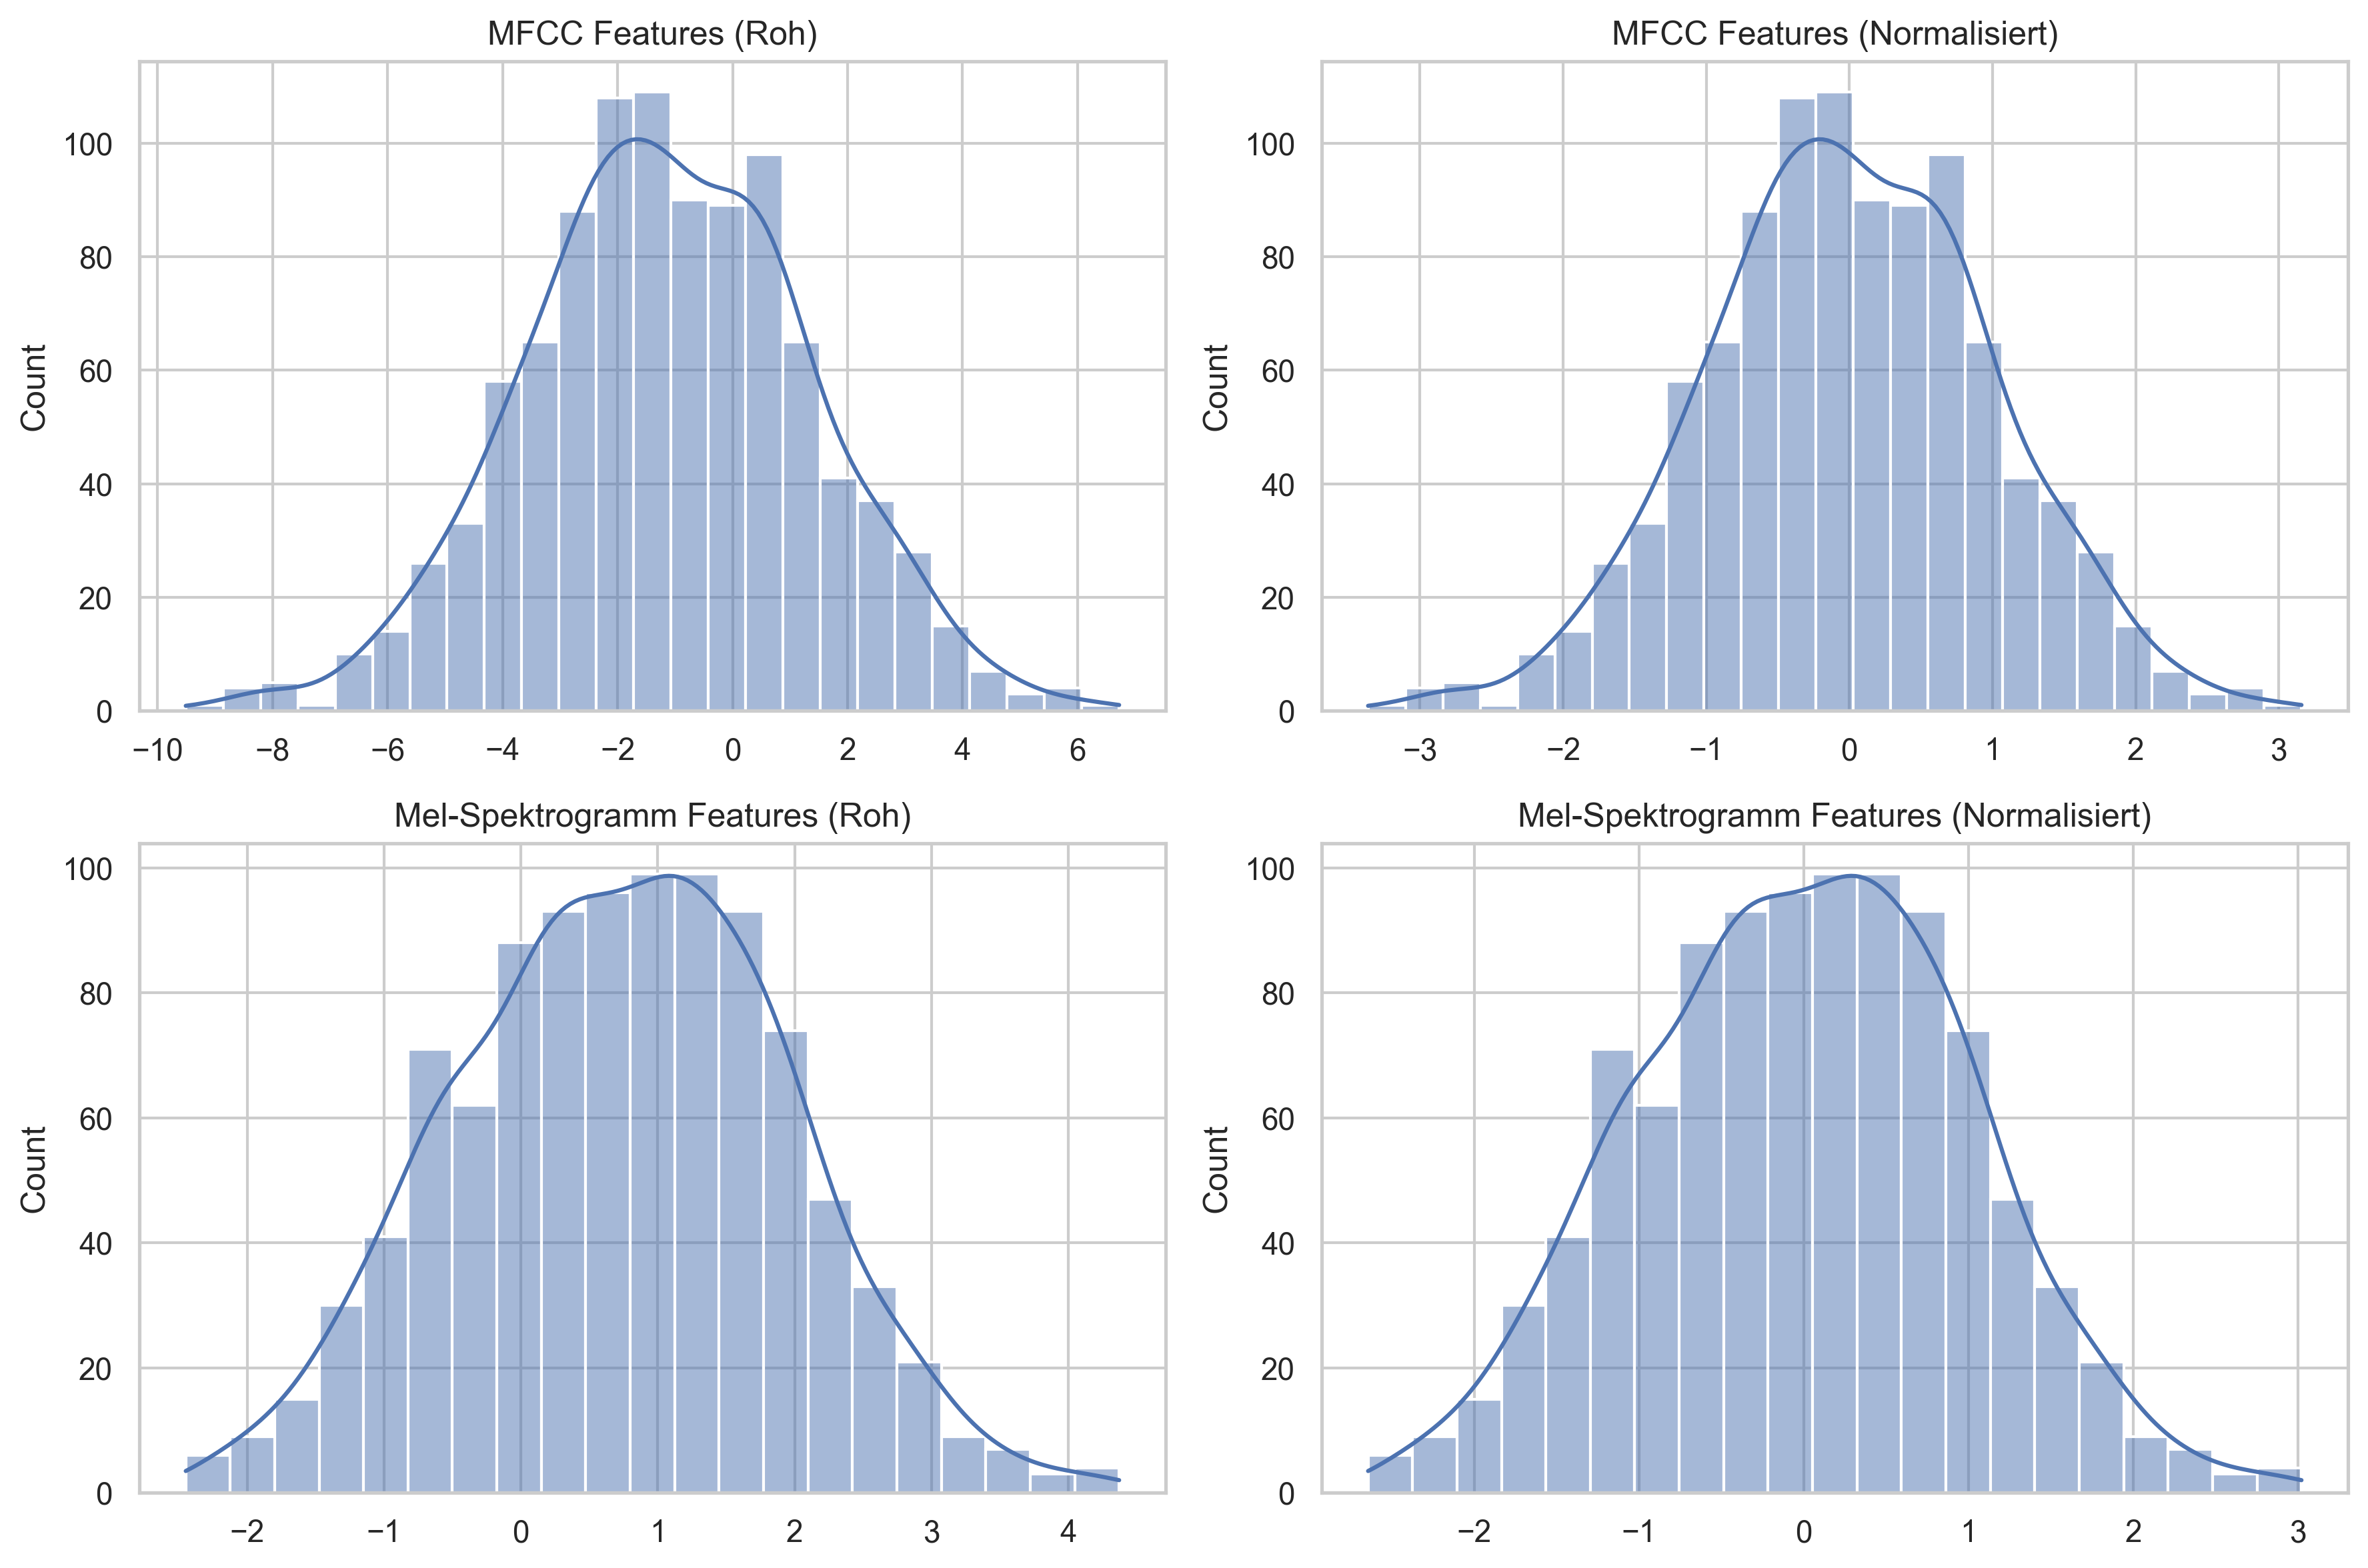 MFCC Features (Roh)
Count
100
80
60
40
20
0
−10 −8 −6 −4 −2 0 2 4 6
MFCC Features (Normalisiert)
Count
100
80
60
40
20
0
−3 −2 −1 0 1 2 3
Mel-Spektrogramm Features (Roh)
Count
100
80
60
40
20
0
−2 −1 0 1 2 3 4
Mel-Spektrogramm Features (Normalisiert)
Count
100
80
60
40
20
0
−2 −1 0 1 2 3